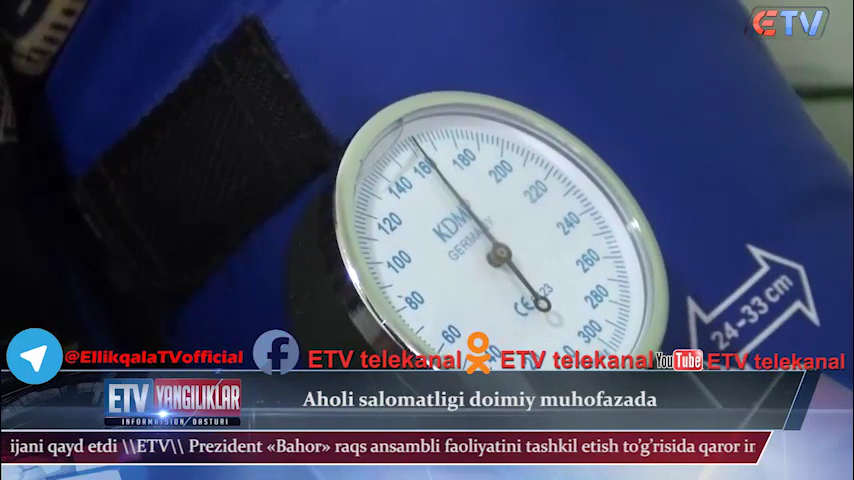 ETV
160
180
200
220
240
260
280
300
140
120
100
80
60
40
KDM
GERMANY
24-33 cm
@EllikqalaTVofficial
ETV telekanal
ETV telekanal
YouTube
ETV telekanal
ETV YANGILIKLAR
INFORMATSION DASTURI
Aholi salomatligi doimiy muhofazada
ijani qayd etdi \\ETV\\ Prezident «Bahor» raqs ansambli faoliyatini tashkil etish to'g'risida qaror in